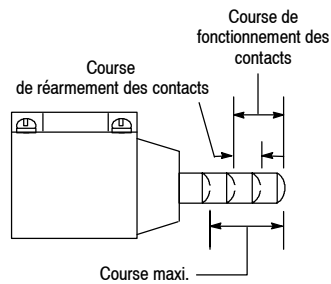 Course de
fonctionnement des
contacts
Course
de réarmement des contacts
Course maxi.